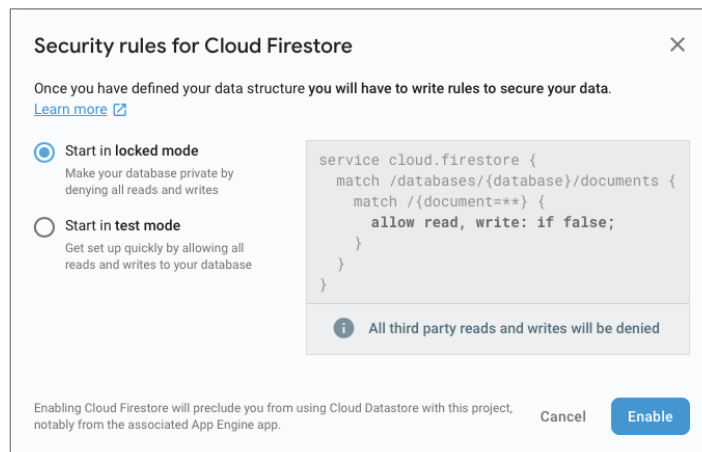 Security rules for Cloud Firestore
Once you have defined your data structure you will have to write rules to secure your data.
Learn more
Start in locked mode
Make your database private by
denying all reads and writes
Start in test mode
Get set up quickly by allowing all
reads and writes to your database
service cloud.firestore {
match /databases/{database}/documents {
match /{document=**} {
allow read, write: if false;
}
}
}
All third party reads and writes will be denied
Enabling Cloud Firestore will preclude you from using Cloud Datastore with this project,
notably from the associated App Engine app.
Cancel
Enable